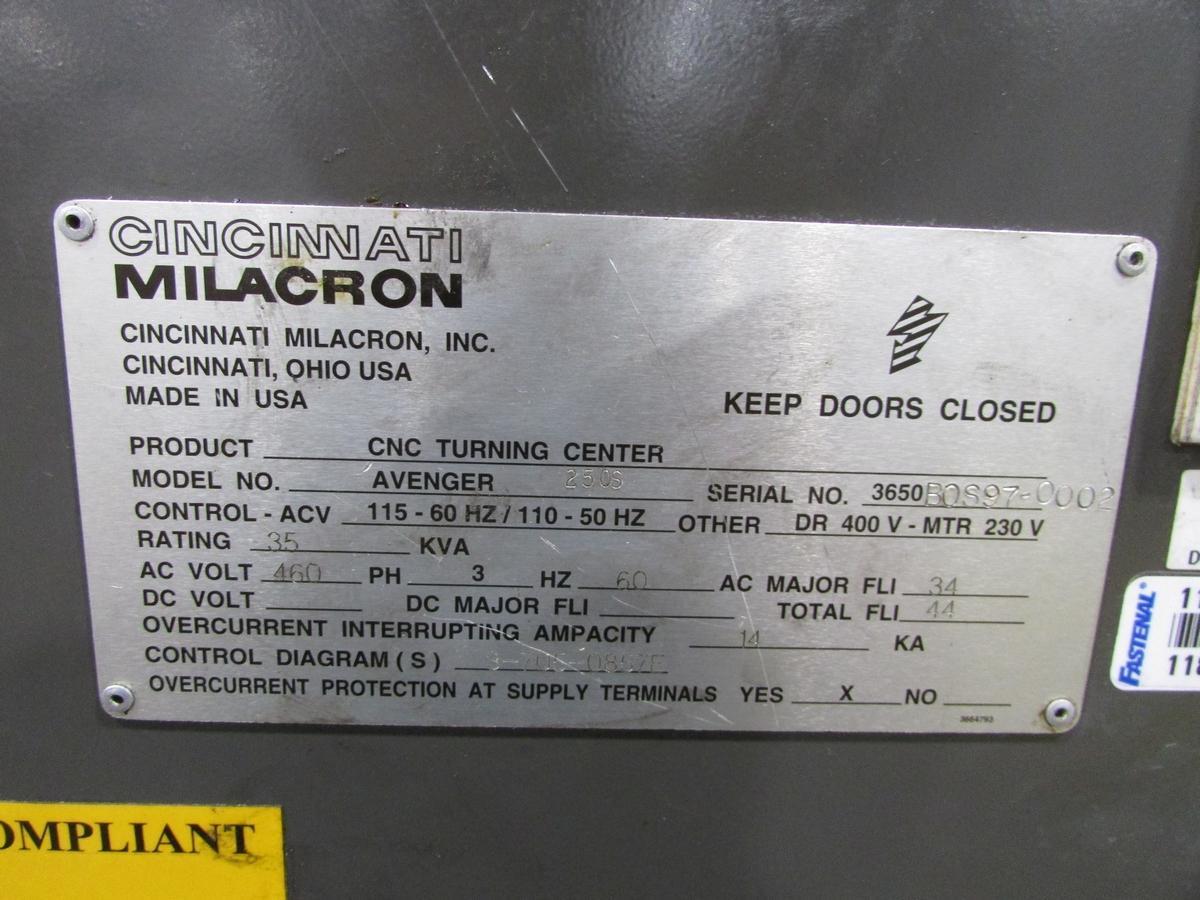 CINCINNATI
MILACRON
CINCINNATI MILACRON, INC.
CINCINNATI, OHIO USA
MADE IN USA
KEEP DOORS CLOSED
PRODUCT CNC TURNING CENTER
MODEL NO. AVENGER 250S SERIAL NO. 3650B0S97-0002
CONTROL - ACV 115 - 60 HZ / 110 - 50 HZ OTHER DR 400 V - MTR 230 V
RATING 35 KVA
AC VOLT 460 PH 3 HZ 60 AC MAJOR FLI 34
DC VOLT DC MAJOR FLI TOTAL FLI 44
OVERCURRENT INTERRUPTING AMPACITY 14 KA
CONTROL DIAGRAM ( S )
OVERCURRENT PROTECTION AT SUPPLY TERMINALS YES X NO
3664793
OMPLIANT
D
FASTENAL
11
118